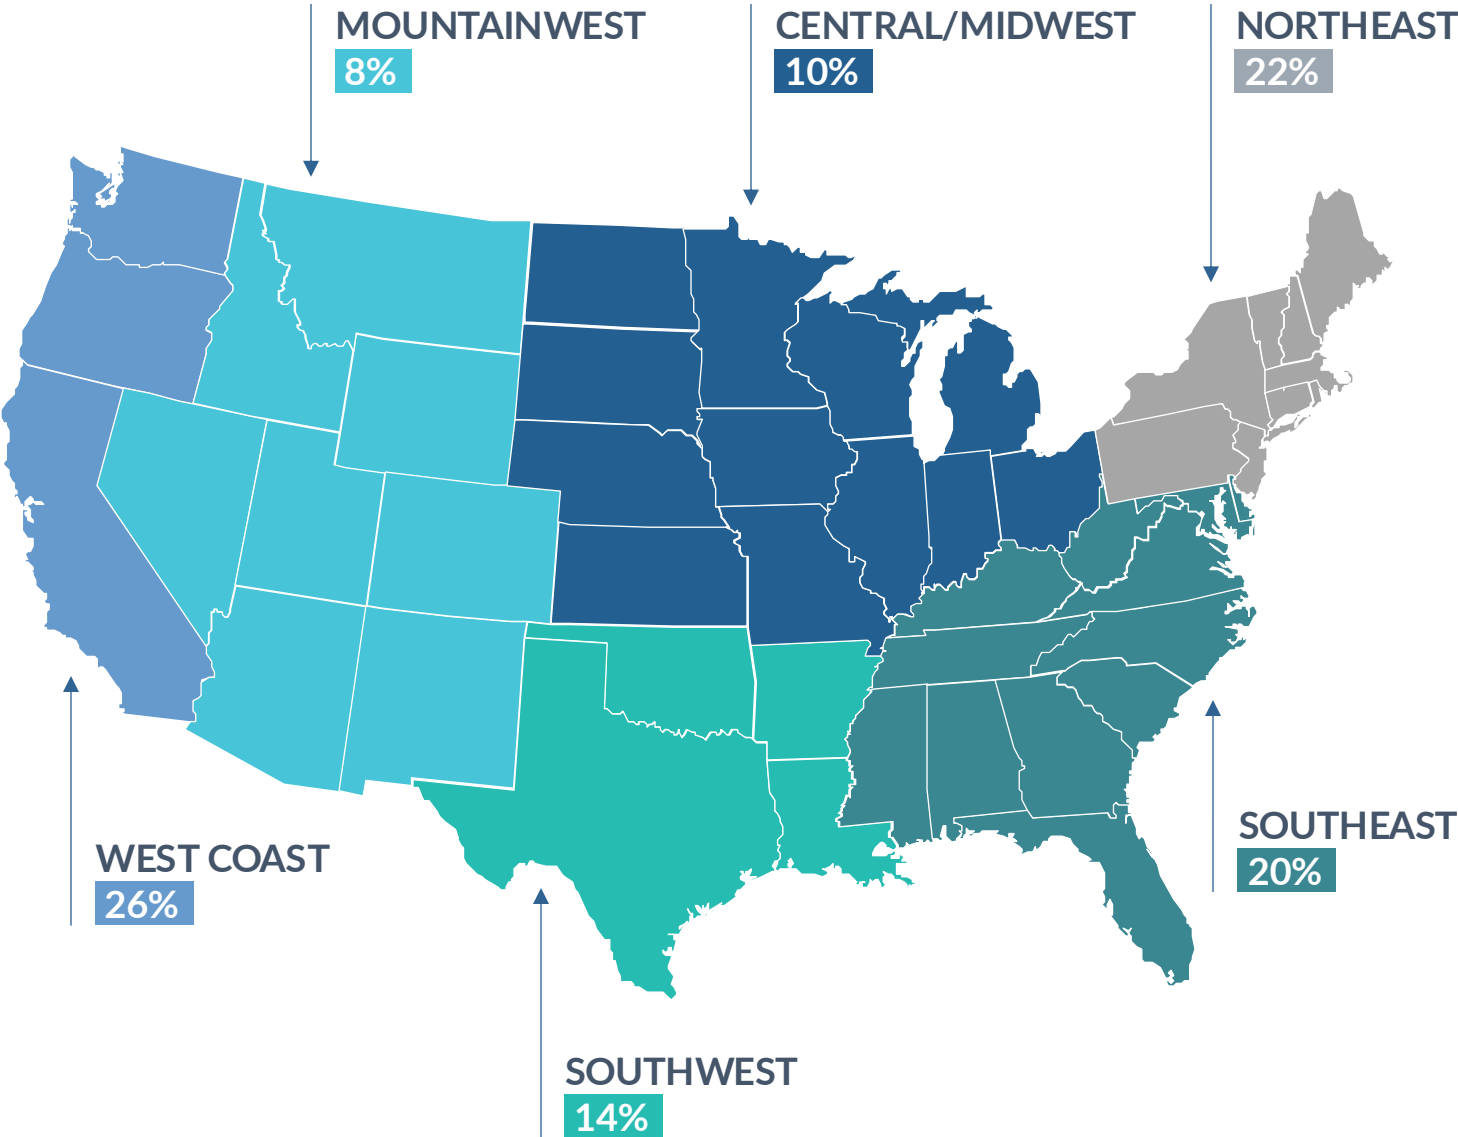 MOUNTAINWEST
8%
CENTRAL/MIDWEST
10%
NORTHEAST
22%
WEST COAST
26%
SOUTHEAST
20%
SOUTHWEST
14%